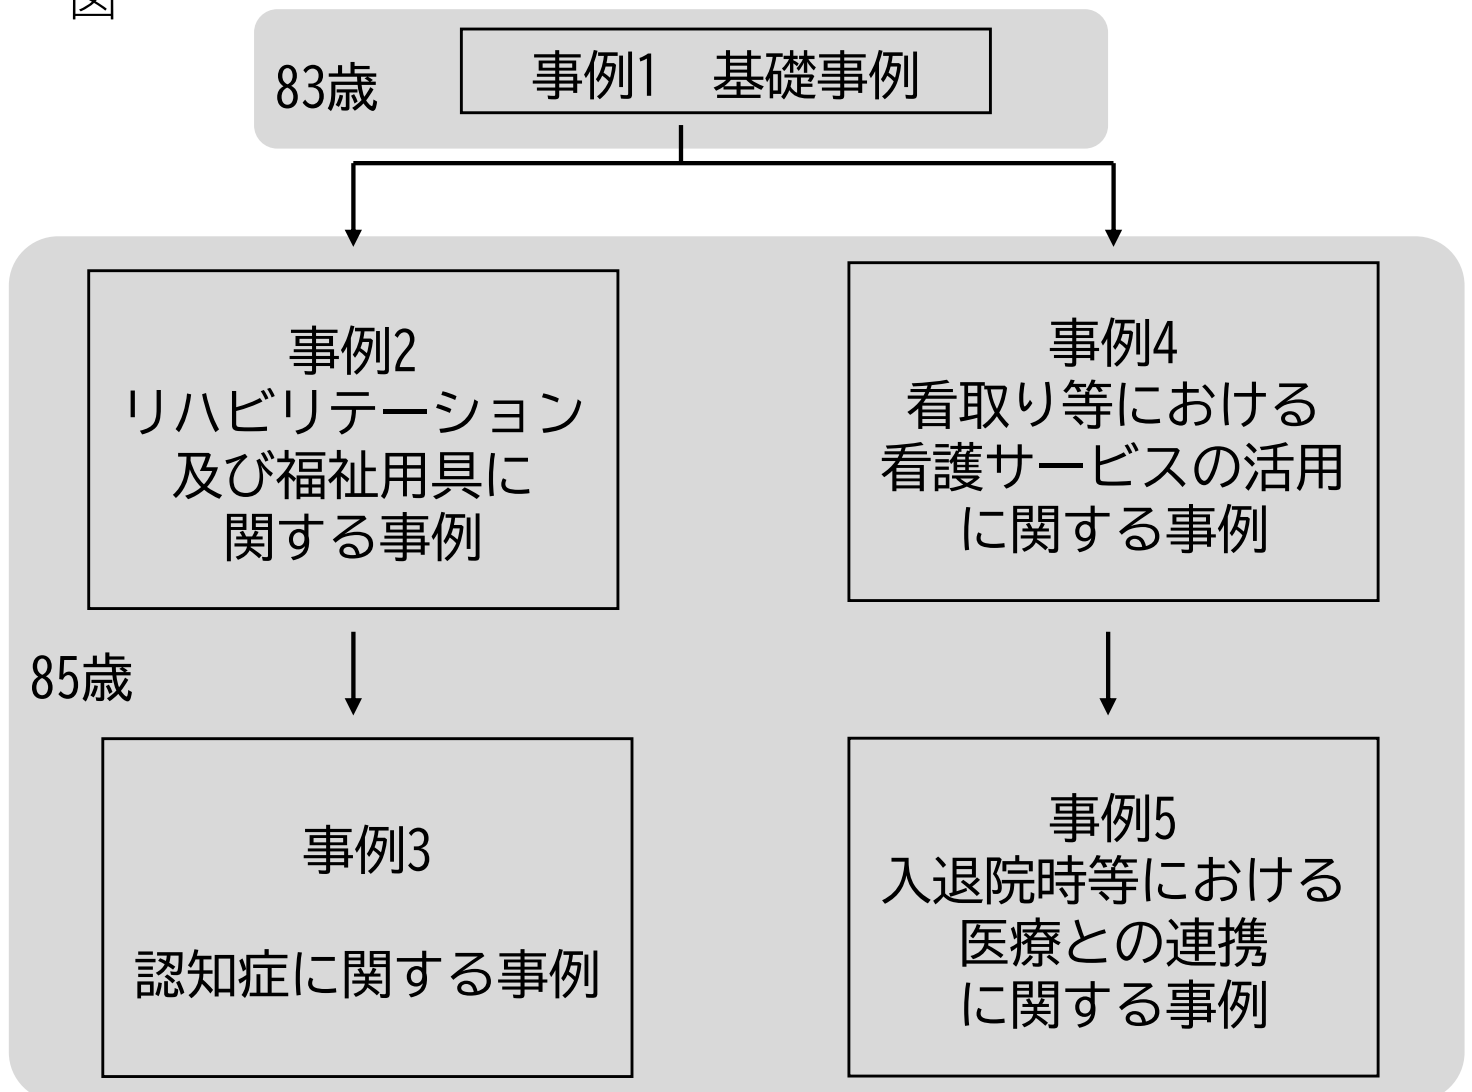 図
83歳
事例1　基礎事例
事例2
リハビリテーション
及び福祉用具に
関する事例
事例4
看取り等における
看護サービスの活用
に関する事例
85歳
事例3
認知症に関する事例
事例5
入退院時等における
医療との連携
に関する事例